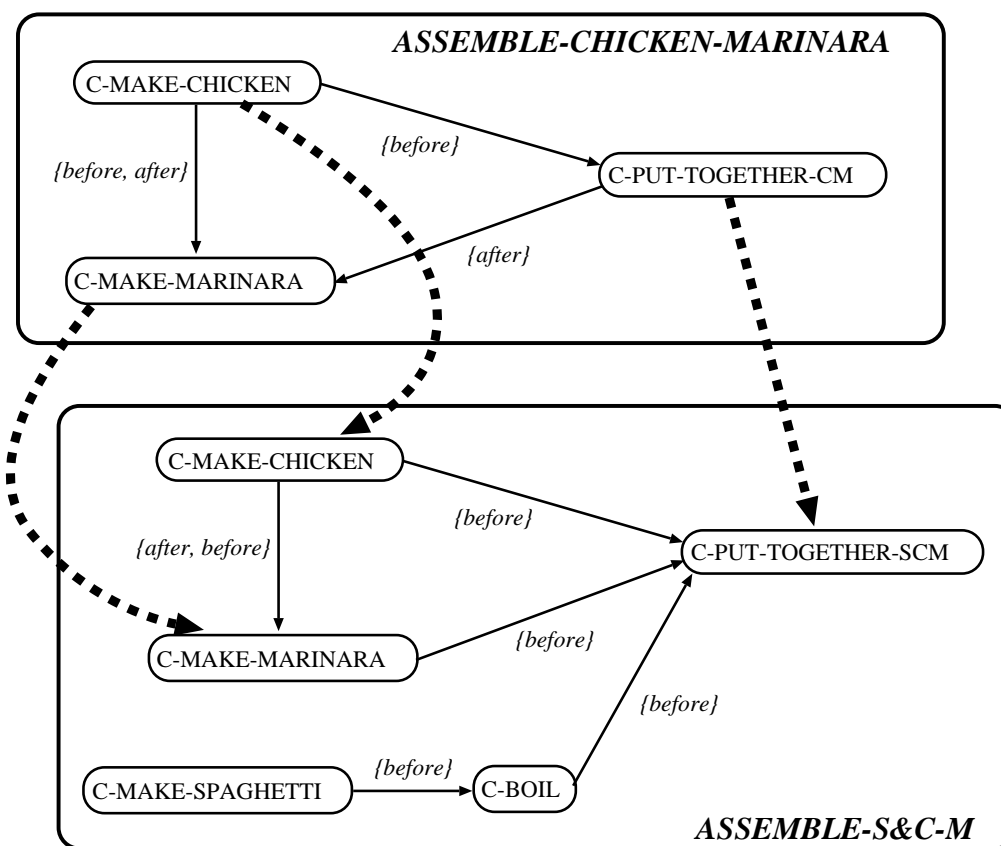 ASSEMBLE-CHICKEN-MARINARA
C-MAKE-CHICKEN
{before}
{before, after}
C-PUT-TOGETHER-CM
{after}
C-MAKE-MARINARA
C-MAKE-CHICKEN
{before}
{after, before}
C-PUT-TOGETHER-SCM
{before}
C-MAKE-MARINARA
{before}
{before}
C-MAKE-SPAGHETTI
C-BOIL
ASSEMBLE-S&C-M